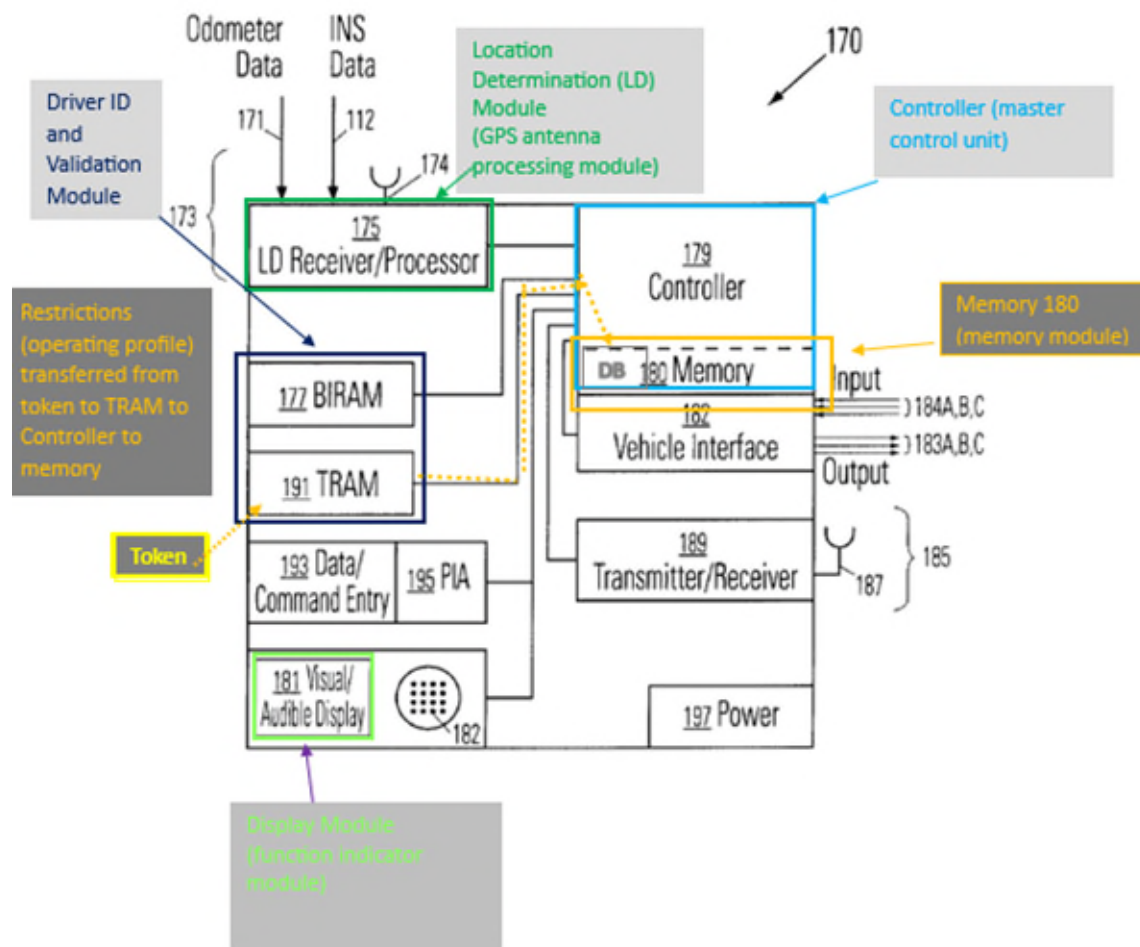 Odometer
Data
INS
Data
Location
Determination (LD)
Module
(GPS antenna
processing module)
170
Driver ID
and
Validation
Module
Controller (master
control unit)
171
112
174
173
175
LD Receiver/Processor
179
Controller
Restrictions
(operating profile)
transferred from
token to TRAM to
Controller to
memory
Memory 180
(memory module)
DB
180 Memory
177 BIRAM
Input
184A,B,C
182
Vehicle Interface
183A,B,C
Output
191 TRAM
Token
193 Data/
Command Entry
195 PIA
189
Transmitter/Receiver
187
185
181 Visual/
Audible Display
182
197 Power
Display Module
(function indicator
module)